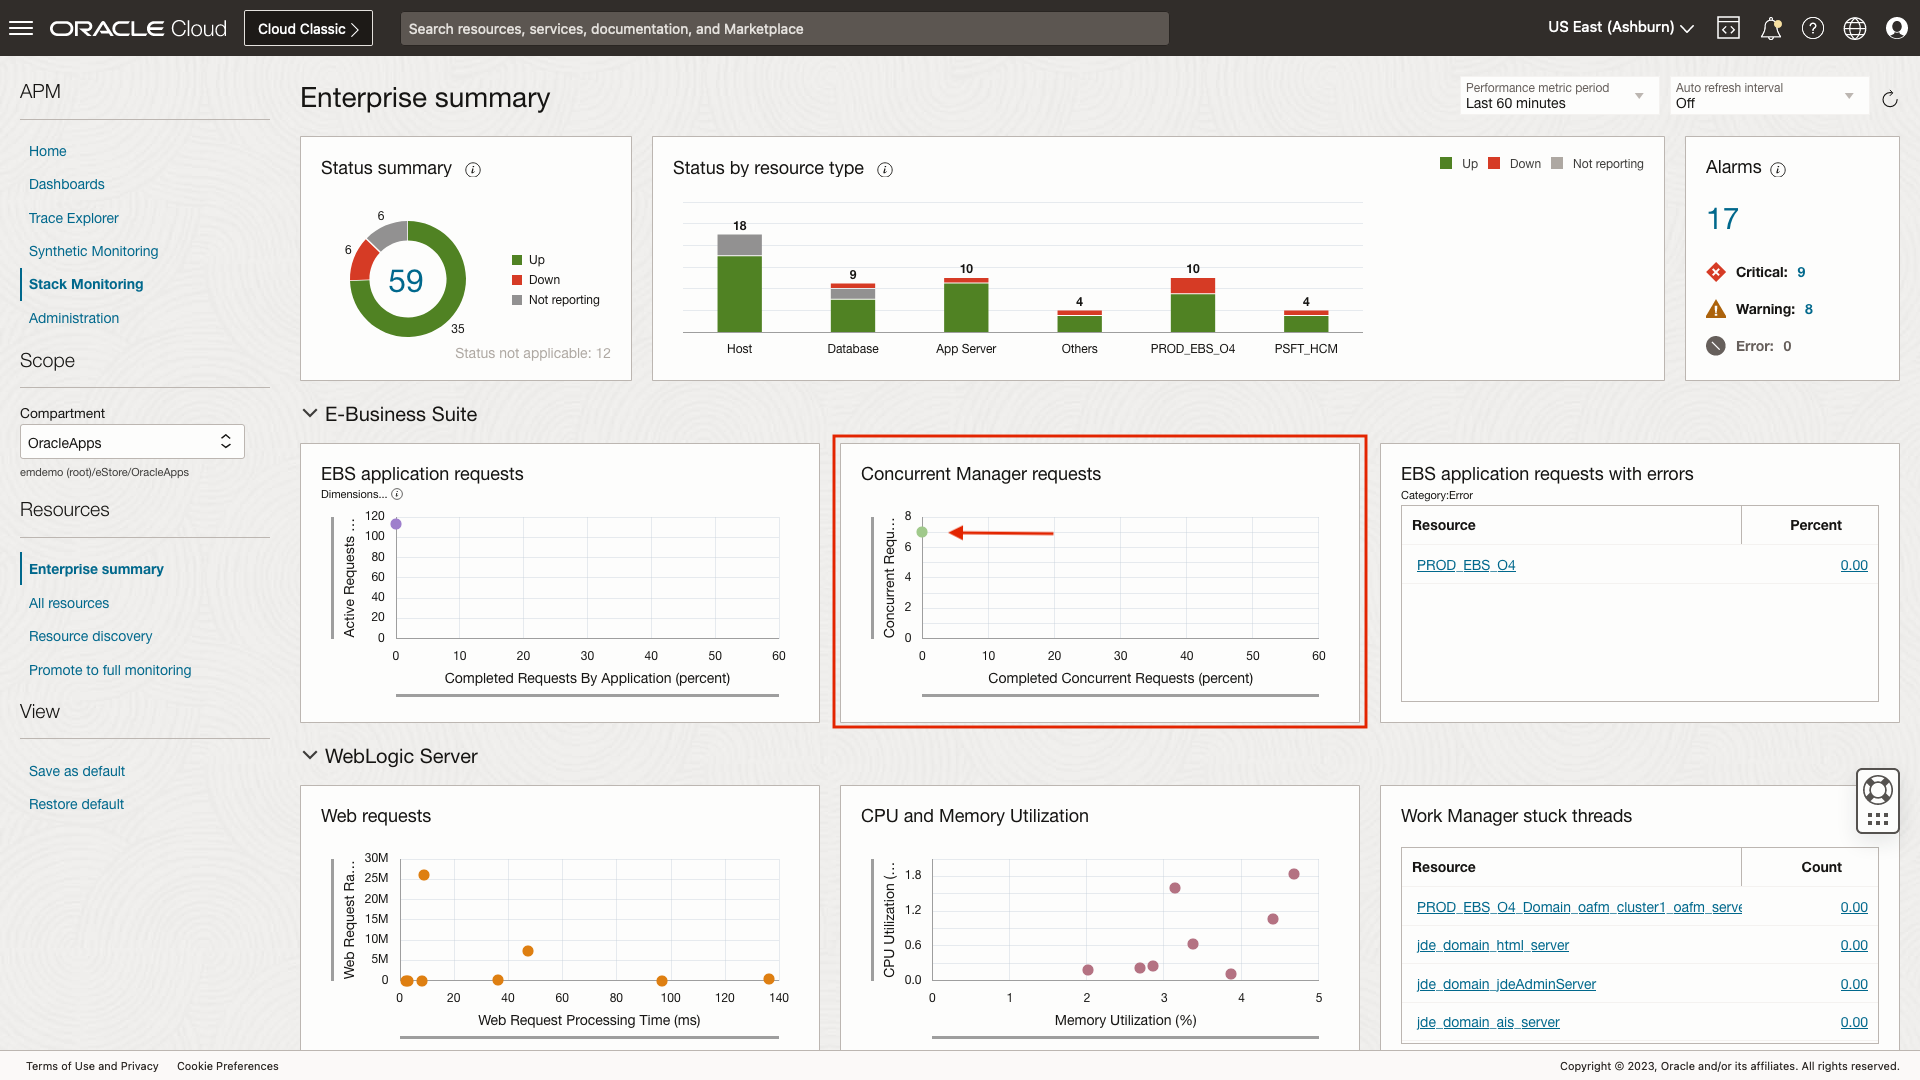 ORACLE Cloud
Cloud Classic
Search resources, services, documentation, and Marketplace
US East (Ashburn)
APM
Home
Dashboards
Trace Explorer
Synthetic Monitoring
Stack Monitoring
Administration
Scope
Compartment
OracleApps
emdemo (root)/eStore/OracleApps
Resources
Enterprise summary
All resources
Resource discovery
Promote to full monitoring
View
Save as default
Restore default
Enterprise summary
Performance metric period
Last 60 minutes
Auto refresh interval
Off
Status summary
6
6
59
35
Up
Down
Not reporting
Status not applicable: 12
Status by resource type
Up Down Not reporting
18
9
10
4
10
4
Host Database App Server Others PROD_EBS_O4 PSFT_HCM
Alarms
17
Critical: 9
Warning: 8
Error: 0
E-Business Suite
EBS application requests
Dimensions...
Active Requests ...
120
100
80
60
40
20
0
0 10 20 30 40 50 60
Completed Requests By Application (percent)
Concurrent Manager requests
Concurrent Requ...
8
6
4
2
0
0 10 20 30 40 50 60
Completed Concurrent Requests (percent)
EBS application requests with errors
Category:Error
Resource Percent
PROD_EBS_O4 0.00
WebLogic Server
Web requests
Web Request Ra...
30M
25M
20M
15M
10M
5M
0
0 20 40 60 80 100 120 140
Web Request Processing Time (ms)
CPU and Memory Utilization
CPU Utilization (...
1.8
1.2
0.6
0.0
0 1 2 3 4 5
Memory Utilization (%)
Work Manager stuck threads
Resource Count
PROD_EBS_O4_Domain_oafm_cluster1_oafm_serve 0.00
jde_domain_html_server 0.00
jde_domain_jdeAdminServer 0.00
jde_domain_ais_server 0.00
Terms of Use and Privacy Cookie Preferences
Copyright © 2023, Oracle and/or its affiliates. All rights reserved.